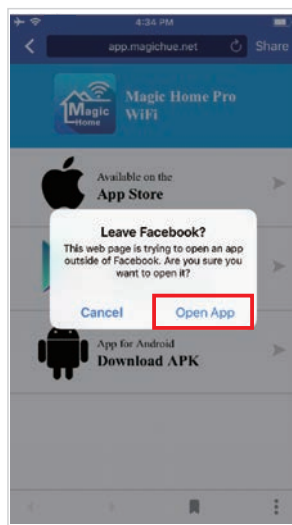 4:34 PM
app.magichue.net
Share
Magic
Home
Magic Home Pro
WiFi
Available on the
App Store
Leave Facebook?
This web page is trying to open an app
outside of Facebook. Are you sure you
want to open it?
Cancel
Open App
App for Android
Download APK